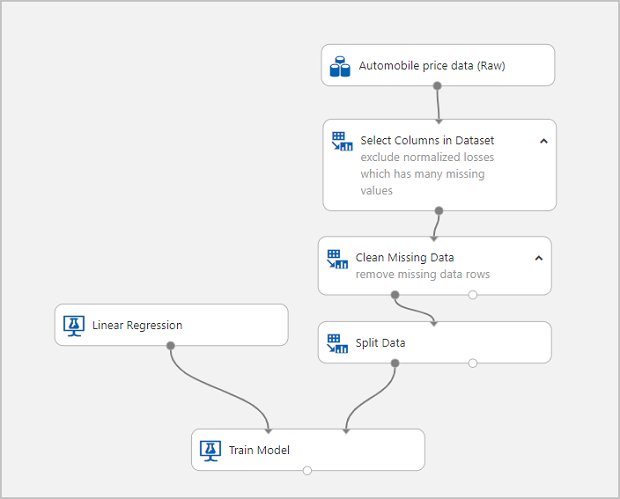 Automobile price data (Raw)
Select Columns in Dataset
exclude normalized losses
which has many missing
values
Clean Missing Data
remove missing data rows
Linear Regression
Split Data
Train Model